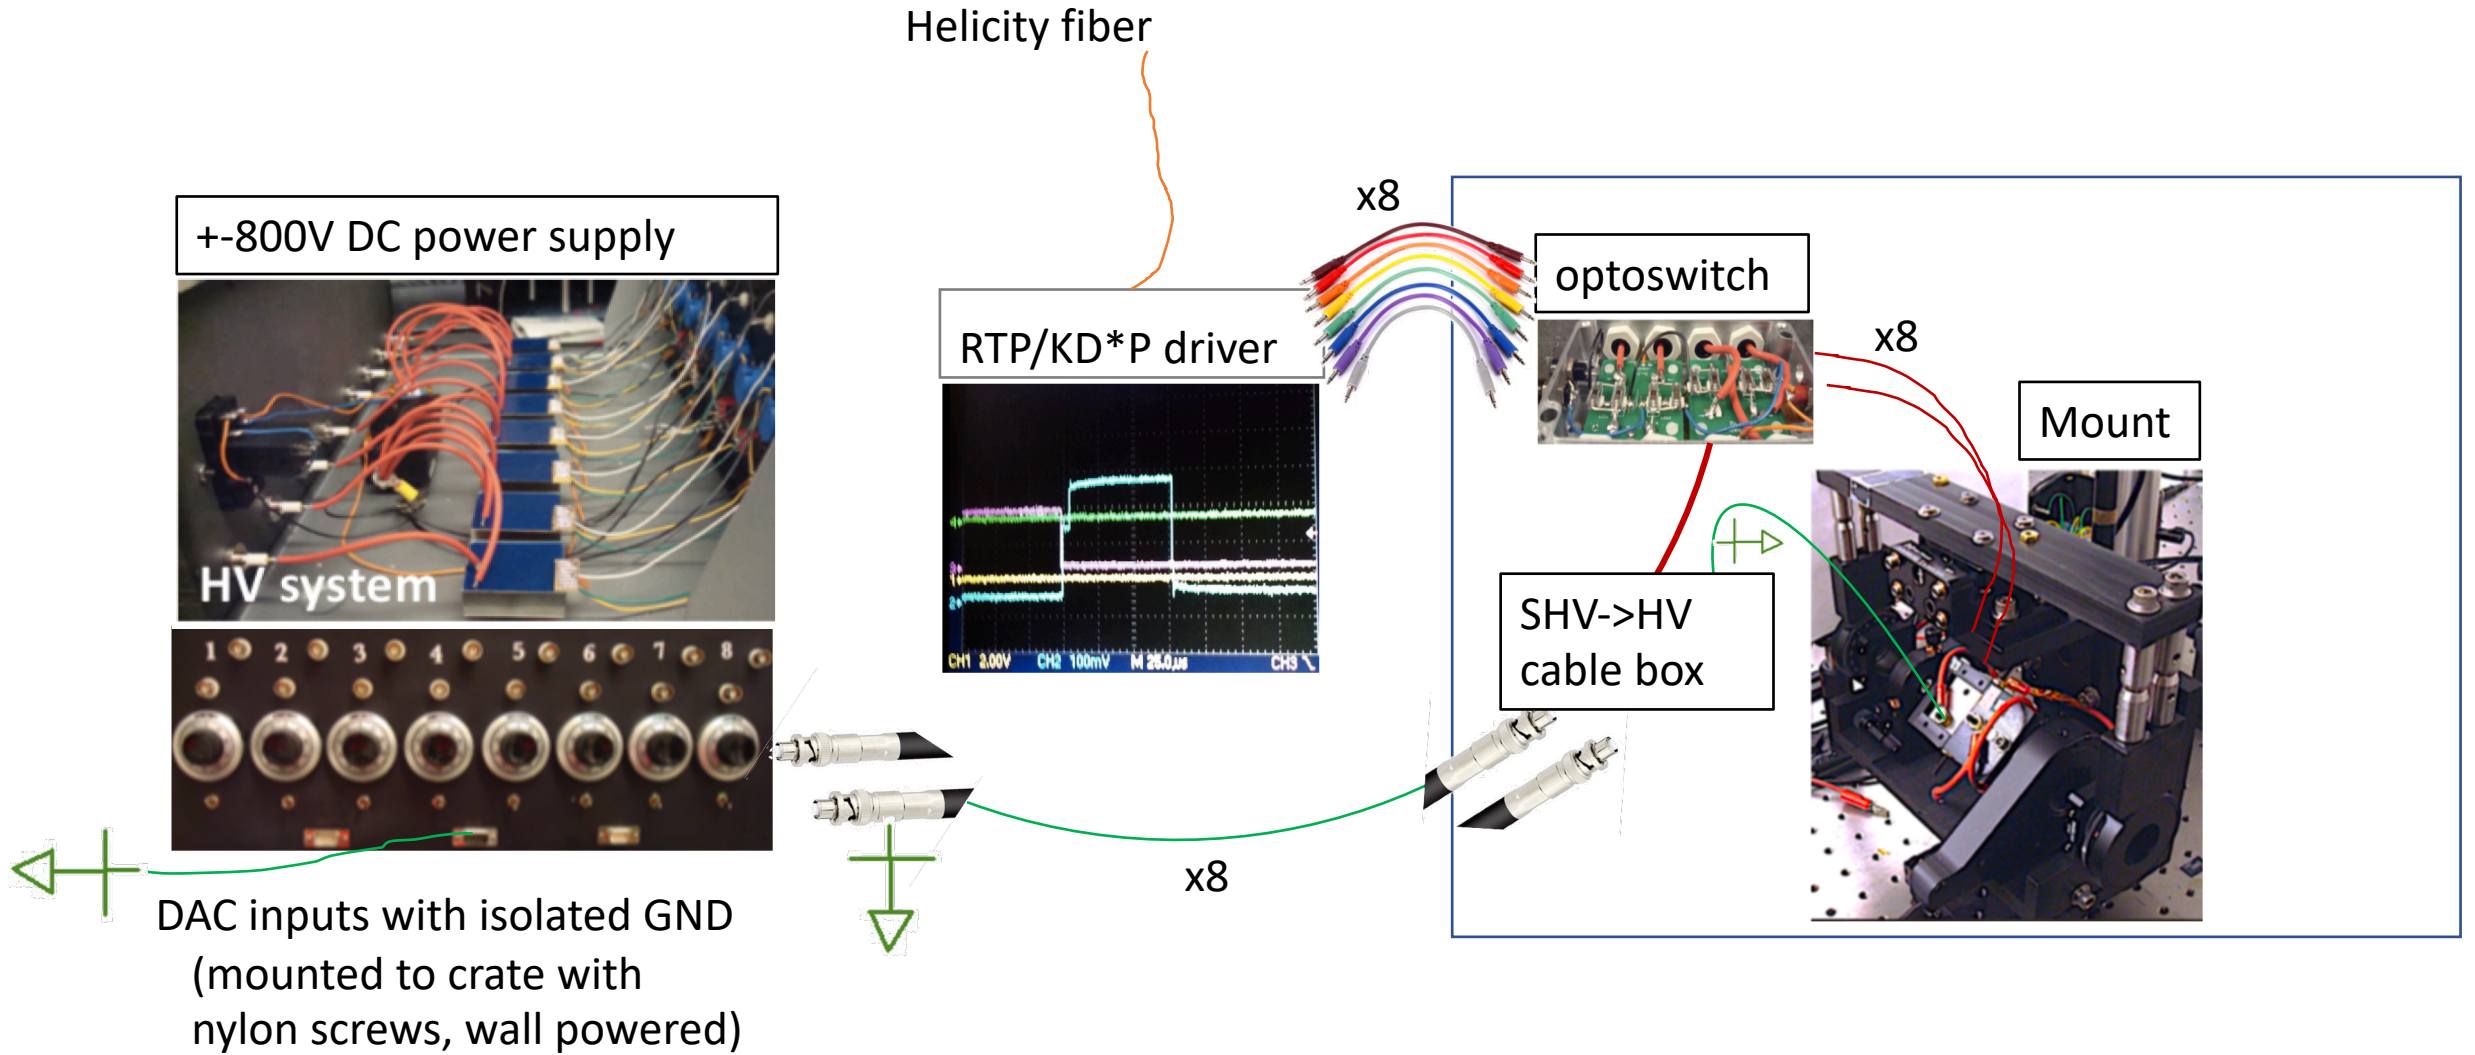 Helicity fiber
x8
+-800V DC power supply
optoswitch
RTP/KD*P driver
x8
Mount
HV system
SHV->HV
cable box
1 2 3 4 5 6 7 8
CH1 2.00V CH2 100mV M 25.0µs CH3
x8
DAC inputs with isolated GND
(mounted to crate with
nylon screws, wall powered)